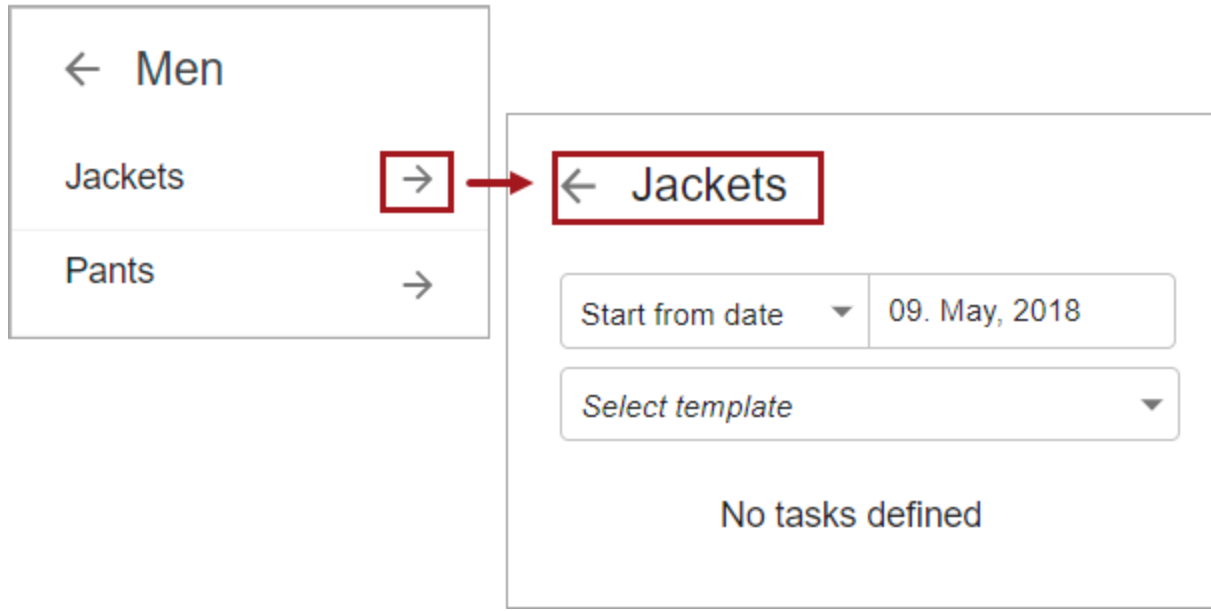 Men
Jackets
Pants
Jackets
Start from date
09. May, 2018
Select template
No tasks defined